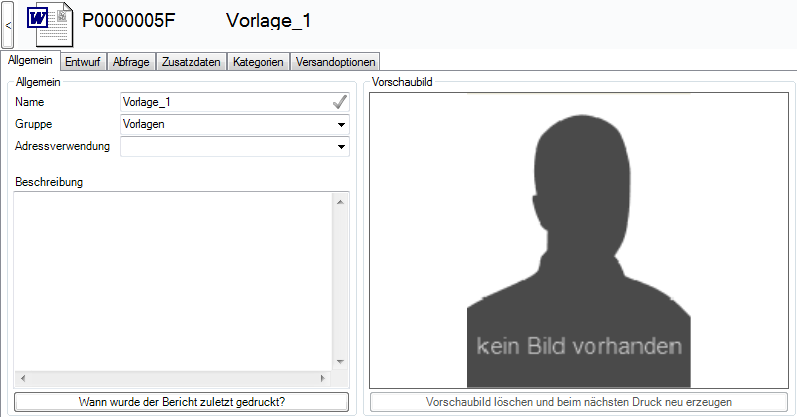 <
W
P0000005F Vorlage_1
Allgemein Entwurf Abfrage Zusatzdaten Kategorien Versandoptionen
Allgemein
Name Vorlage_1
Gruppe Vorlagen
Adressverwendung
Beschreibung
Wann wurde der Bericht zuletzt gedruckt?
Vorschaubild
kein Bild vorhanden
Vorschaubild löschen und beim nächsten Druck neu erzeugen